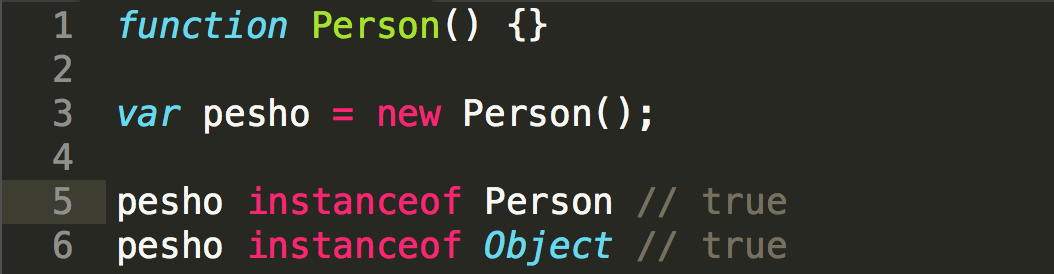 1 function Person() {}
2
3 var pesho = new Person();
4
5 pesho instanceof Person // true
6 pesho instanceof Object // true